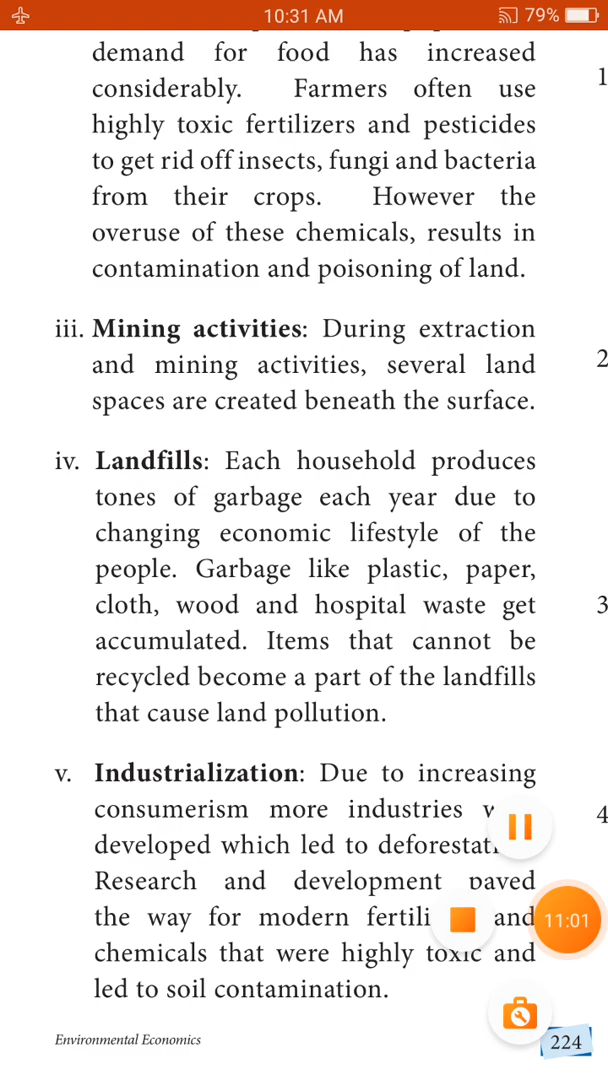 10:31 AM
79%
demand for food has increased
considerably. Farmers often use
highly toxic fertilizers and pesticides
to get rid off insects, fungi and bacteria
from their crops. However the
overuse of these chemicals, results in
contamination and poisoning of land.
iii. Mining activities: During extraction
and mining activities, several land
spaces are created beneath the surface.
iv. Landfills: Each household produces
tones of garbage each year due to
changing economic lifestyle of the
people. Garbage like plastic, paper,
cloth, wood and hospital waste get
accumulated. Items that cannot be
recycled become a part of the landfills
that cause land pollution.
v. Industrialization: Due to increasing
consumerism more industries
developed which led to
Research and development paved
the way for modern and
chemicals that were highly toxic and
led to soil contamination.
11:01
Environmental Economics
224
1
2
3
4